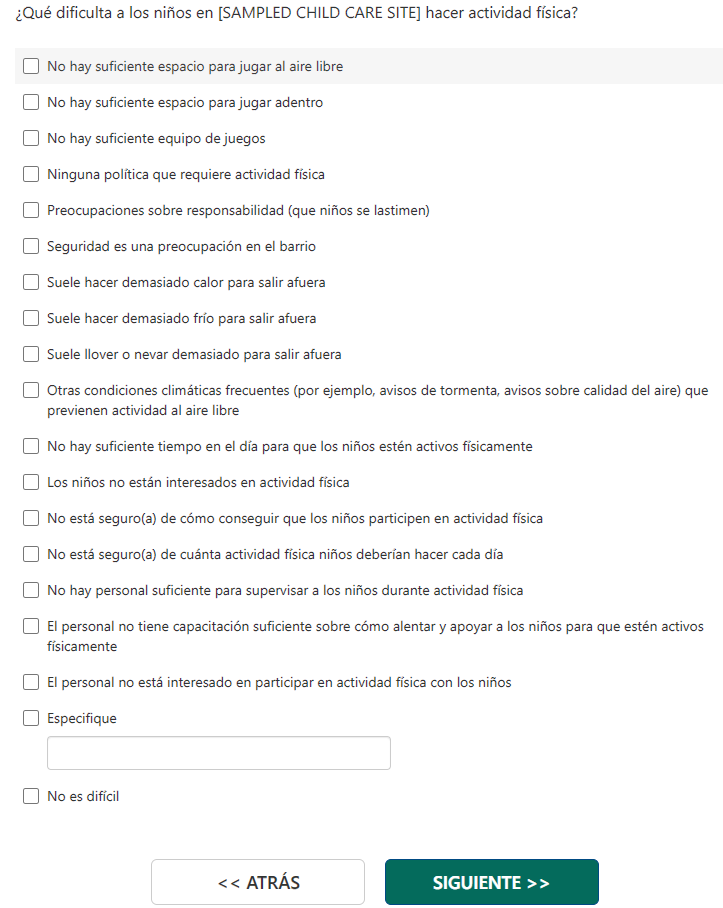 ¿Qué dificulta a los niños en [SAMPLED CHILD CARE SITE] hacer actividad física?
No hay suficiente espacio para jugar al aire libre
No hay suficiente espacio para jugar adentro
No hay suficiente equipo de juegos
Ninguna política que requiere actividad física
Preocupaciones sobre responsabilidad (que niños se lastimen)
Seguridad es una preocupación en el barrio
Suele hacer demasiado calor para salir afuera
Suele hacer demasiado frío para salir afuera
Suele llover o nevar demasiado para salir afuera
Otras condiciones climáticas frecuentes (por ejemplo, avisos de tormenta, avisos sobre calidad del aire) que
previenen actividad al aire libre
No hay suficiente tiempo en el día para que los niños estén activos físicamente
Los niños no están interesados en actividad física
No está seguro(a) de cómo conseguir que los niños participen en actividad física
No está seguro(a) de cuánta actividad física niños deberían hacer cada día
No hay personal suficiente para supervisar a los niños durante actividad física
El personal no tiene capacitación suficiente sobre cómo alentar y apoyar a los niños para que estén activos
físicamente
El personal no está interesado en participar en actividad física con los niños
Especifique
No es difícil
<< ATRÁS
SIGUIENTE >>